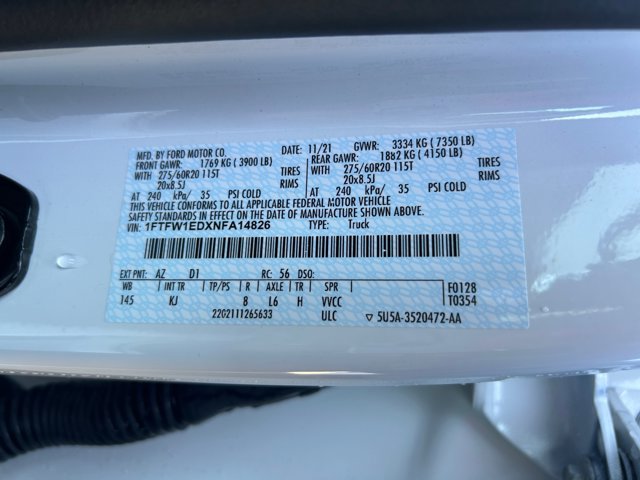 MFD. BY FORD MOTOR CO. DATE: 11/21 GVWR: 3334 KG (7350 LB)
FRONT GAWR: 1769 KG (3900 LB) REAR GAWR: 1882 KG (4150 LB)
WITH 275/60R20 115T TIRES WITH 275/60R20 115T TIRES
20x8.5J RIMS 20x8.5J RIMS
AT 240 kPa/ 35 PSI COLD AT 240 kPa/ 35 PSI COLD
THIS VEHICLE CONFORMS TO ALL APPLICABLE FEDERAL MOTOR VEHICLE
SAFETY STANDARDS IN EFFECT ON THE DATE OF MANUFACTURE SHOWN ABOVE.
VIN: 1FTFW1EDXNFA14826 TYPE: Truck
EXT PNT: AZ D1 RC: 56 DSO:
WB INT TR TP/PS R AXLE TR SPR F0128
145 KJ 8 L6 H VVCC T0354
2202111265633 ULC ▽ 5U5A-3520472-AA